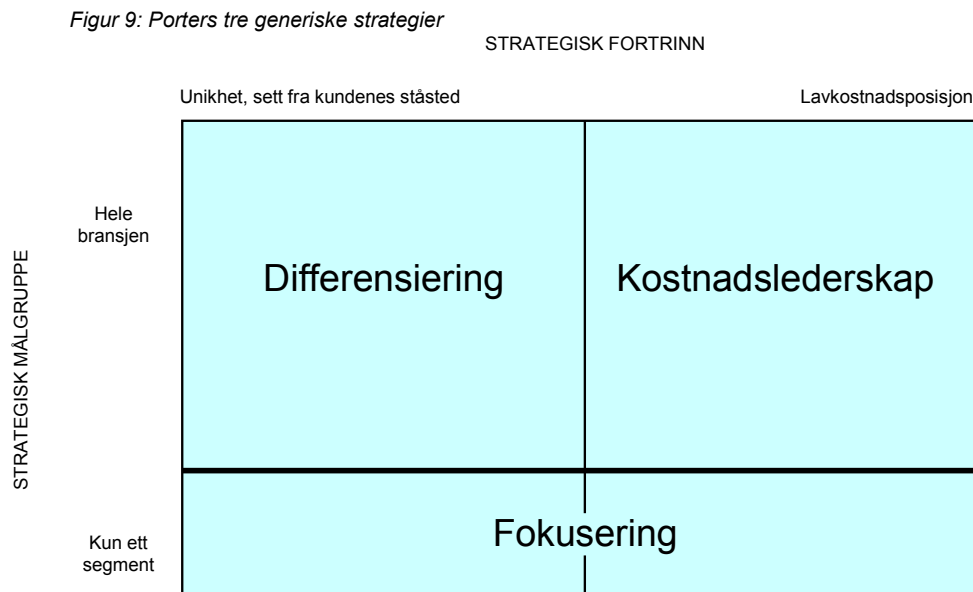 Figur 9: Porters tre generiske strategier
STRATEGISK FORTRINN
Unikhet, sett fra kundenes ståsted
Lavkostnadsposisjon
STRATEGISK MÅLGRUPPE
Hele
bransjen
Differensiering
Kostnadslederskap
Kun ett
segment
Fokusering